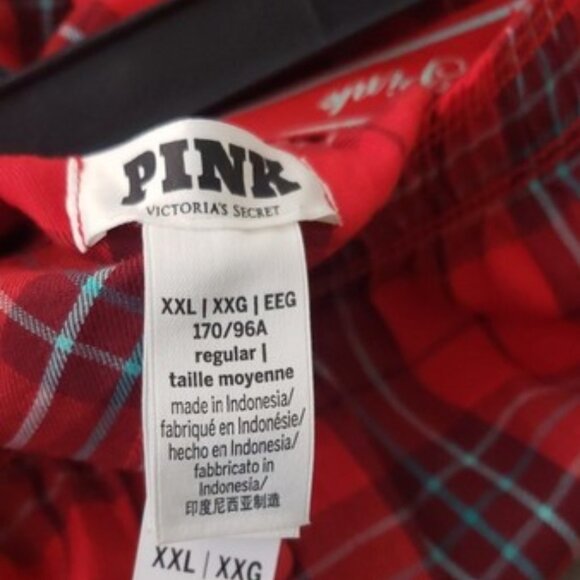 Pink
PINK
VICTORIA'S SECRET
XXL | XXG | EEG
170/96A
regular |
taille moyenne
made in Indonesia/
fabriqué en Indonésie/
hecho en Indonesia/
fabbricato in
Indonesia/
印度尼西亚制造
XXL | XXG